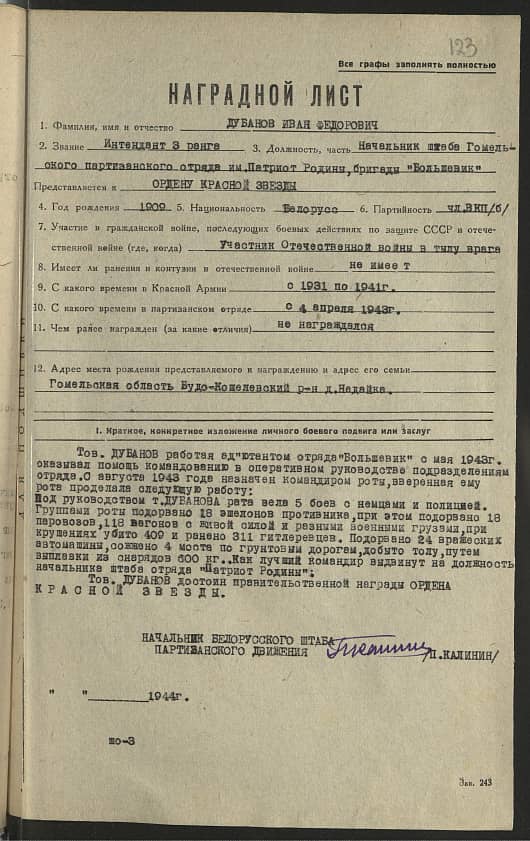 123
Все графы заполнять полностью
НАГРАДНОЙ ЛИСТ
1. Фамилия, имя и отчество ДУБАНОВ ИВАН ФЕДОРОВИЧ
2. Звание Интендант 3 ранга 3. Должность, часть Начальник штаба Гомель-
ского партизанского отряда им.Патриот Родины,бригады "Большевик"
Представляется к ОРДЕНУ КРАСНОЙ ЗВЕЗДЫ
4. Год рождения 1909 5. Национальность Белорусс 6. Партийность чл.ВКП/б/
7. Участие в гражданской войне, последующих боевых действиях по защите СССР и отече-
ственной войне (где, когда) Участник Отечественной войны в тылу врага
8. Имеет ли ранения и контузии в отечественной войне не имеет
9. С какого времени в Красной Армии с 1931 по 1941г.
10. С какого времени в партизанском отряде с 4 апреля 1943г.
11. Чем ранее награжден (за какие отличия) не награждался
12. Адрес места рождения представляемого к награждению и адрес его семьи
Гомельская область Будо-Кошелевский р-н д.Недайка.
I. Краткое, конкретное изложение личного боевого подвига или заслуг
Тов. ДУБАНОВ работая ад"ютантом отряда"Большевик" с мая 1943г.
оказывал помощь командованию в оперативном руководстве подразделениям
отряда.С августа 1943 года назначен командиром роты,вверенная ему
рота проделала следующую работу:
Под руководством т.ДУБАНОВА рата вела 5 боев с немцами и полицией.
Группами роты подорвано 18 эшелонов противника,при этом подорвано 18
паровозов,118 вагонов с живой силой и разными военными грузами,при
крушениях убито 409 и ранено 311 гитлеревцев. Подорвано 24 вражеских
автомашины,сожжено 4 моста по грунтовым дорогам,добыто толу,путем
выплавки из снарядов 600 кг..Как лучший командир выдвинут на должность
начальника штаба отряда "Патриот Родины";
Тов. ДУБАНОВ достоин правительственной награды ОРДЕНА
КРАСНОЙ ЗВЕЗДЫ.
НАЧАЛЬНИК БЕЛОРУССКОГО ШТАБА
ПАРТИЗАНСКОГО ДВИЖЕНИЯ /П.КАЛИНИН/
" " 1944г.
шо-3
Зак. 243